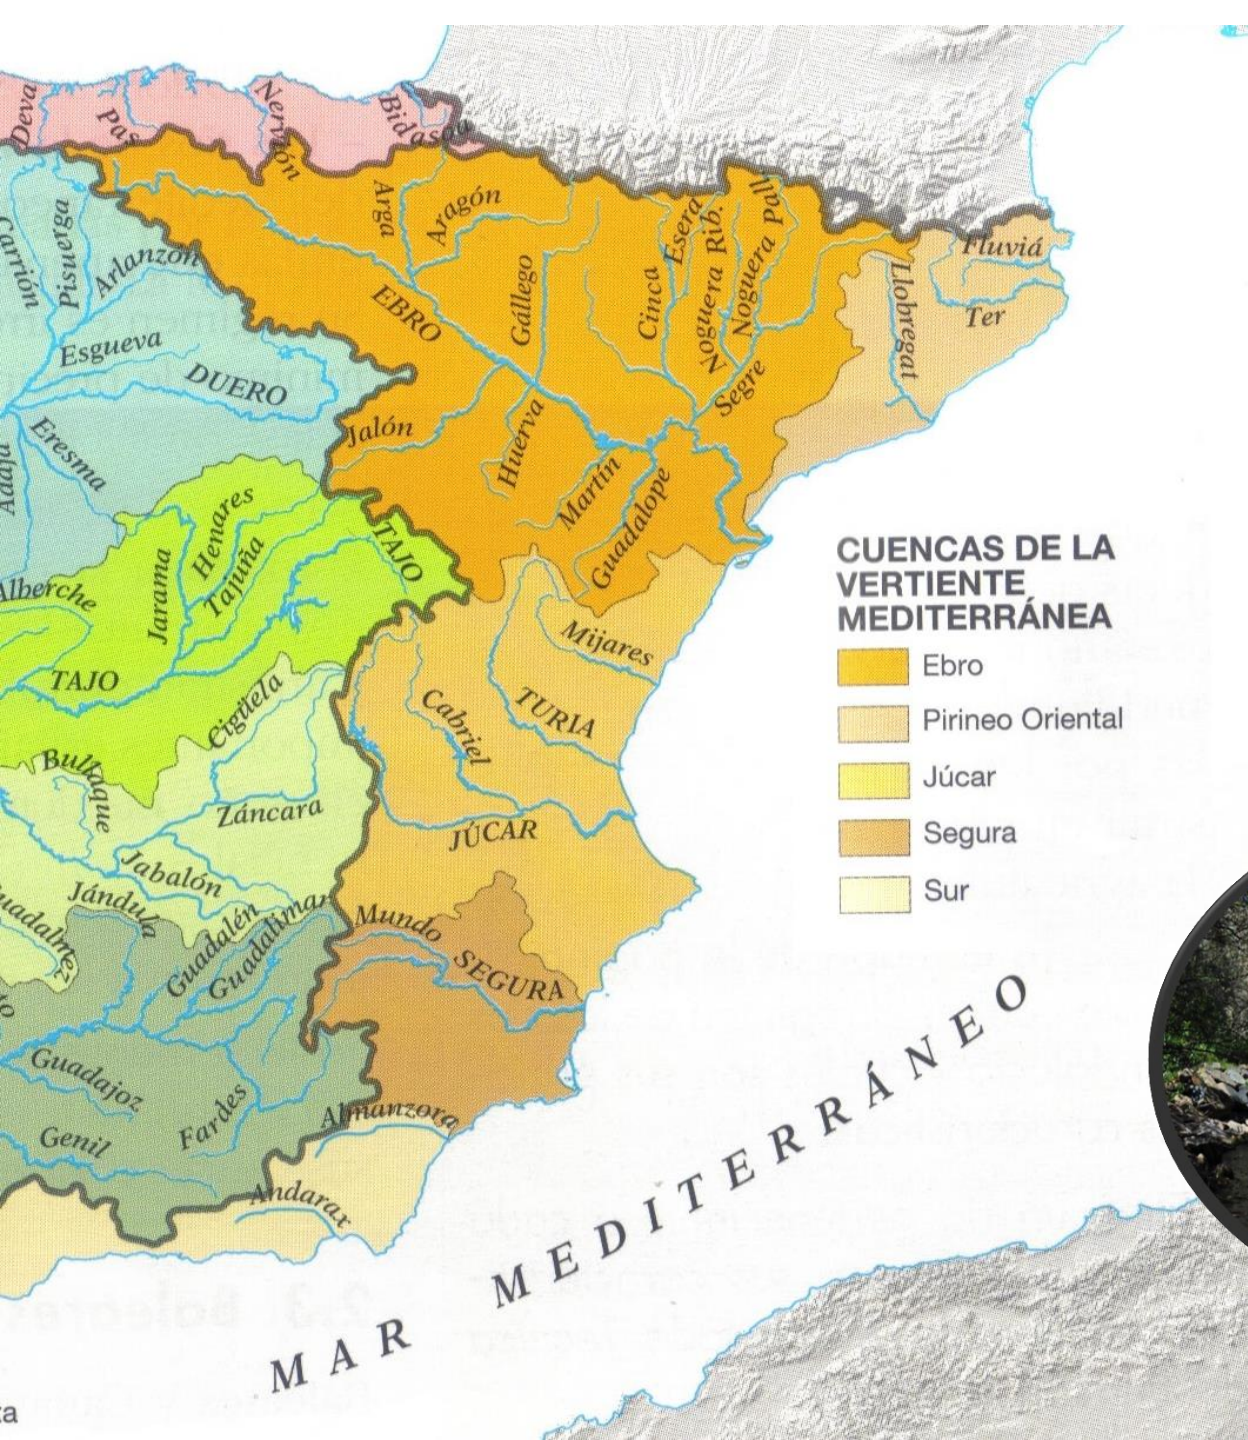 Deva
Pas
Nervión
Bidasoa
Carrión
Pisuerga
Arlanzón
Arga
Aragón
Esera
Noguera Rib.
Noguera Pall
Fluviá
Ter
Llobregat
EBRO
Gállego
Cinca
Segre
Esgueva
DUERO
Jalón
Huerva
Martín
Guadalope
Adaja
Eresma
Henares
Tajuña
Jarama
TAJO
Alberche
TAJO
Mijares
TURIA
Cabriel
Cigüela
Bullaque
Záncara
JÚCAR
Jabalón
Jándula
Guadalén
Guadalimar
Mundo
SEGURA
Guadajoz
Fardes
Genil
Almanzora
Andarax
CUENCAS DE LA
VERTIENTE
MEDITERRÁNEA
Ebro
Pirineo Oriental
Júcar
Segura
Sur
MAR MEDITERRÁNEO
ta